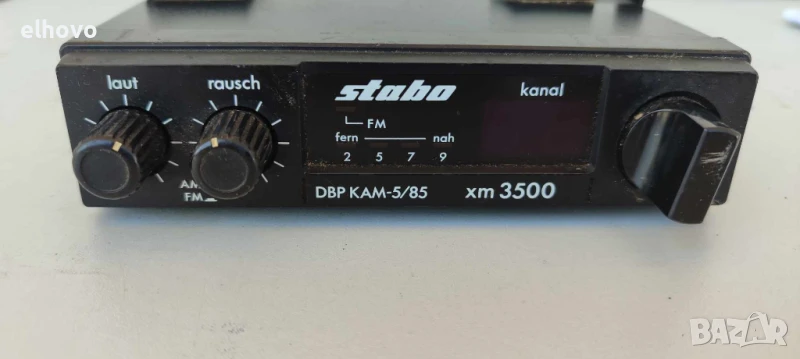 elhovo
laut
rausch
stabo
kanal
FM
fern
nah
2 5 7 9
AM
FM
DBP KAM-5/85
xm 3500
BAZAR